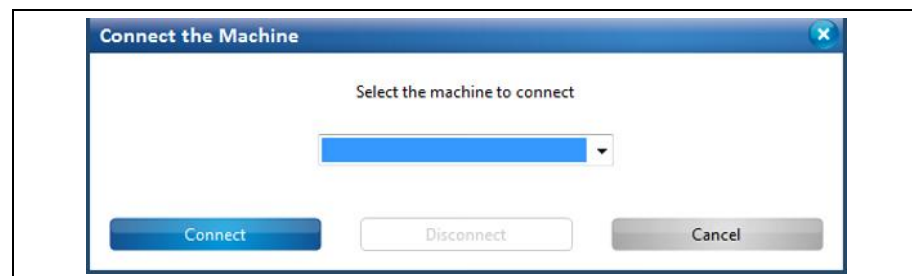 Connect the Machine
Select the machine to connect
Connect
Disconnect
Cancel